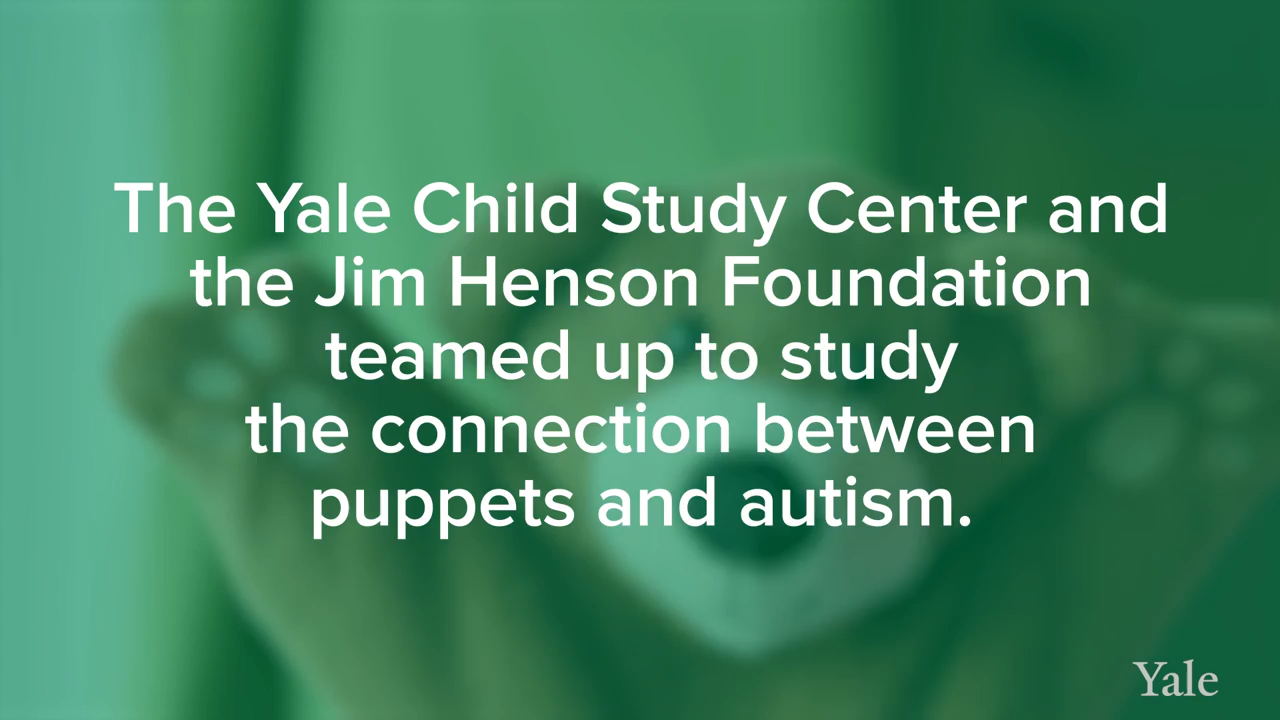 The Yale Child Study Center and
the Jim Henson Foundation
teamed up to study
the connection between
puppets and autism.
Yale